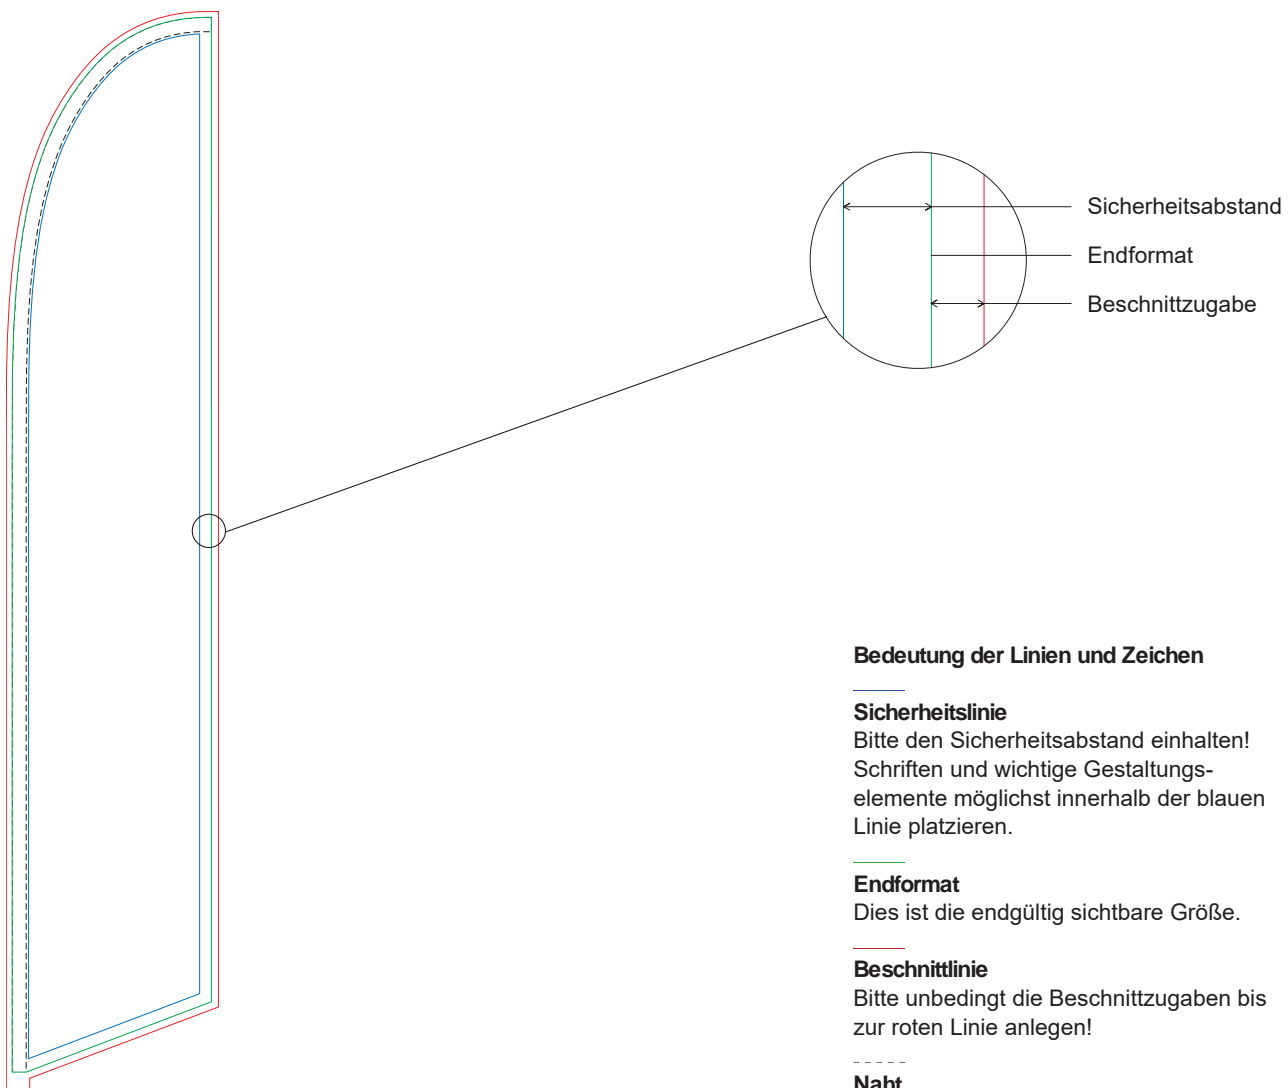 Sicherheitsabstand
Endformat
Beschnittzugabe
Bedeutung der Linien und Zeichen
Sicherheitslinie
Bitte den Sicherheitsabstand einhalten!
Schriften und wichtige Gestaltungs-
elemente möglichst innerhalb der blauen
Linie platzieren.
Endformat
Dies ist die endgültig sichtbare Größe.
Beschnittlinie
Bitte unbedingt die Beschnittzugaben bis
zur roten Linie anlegen!
Naht